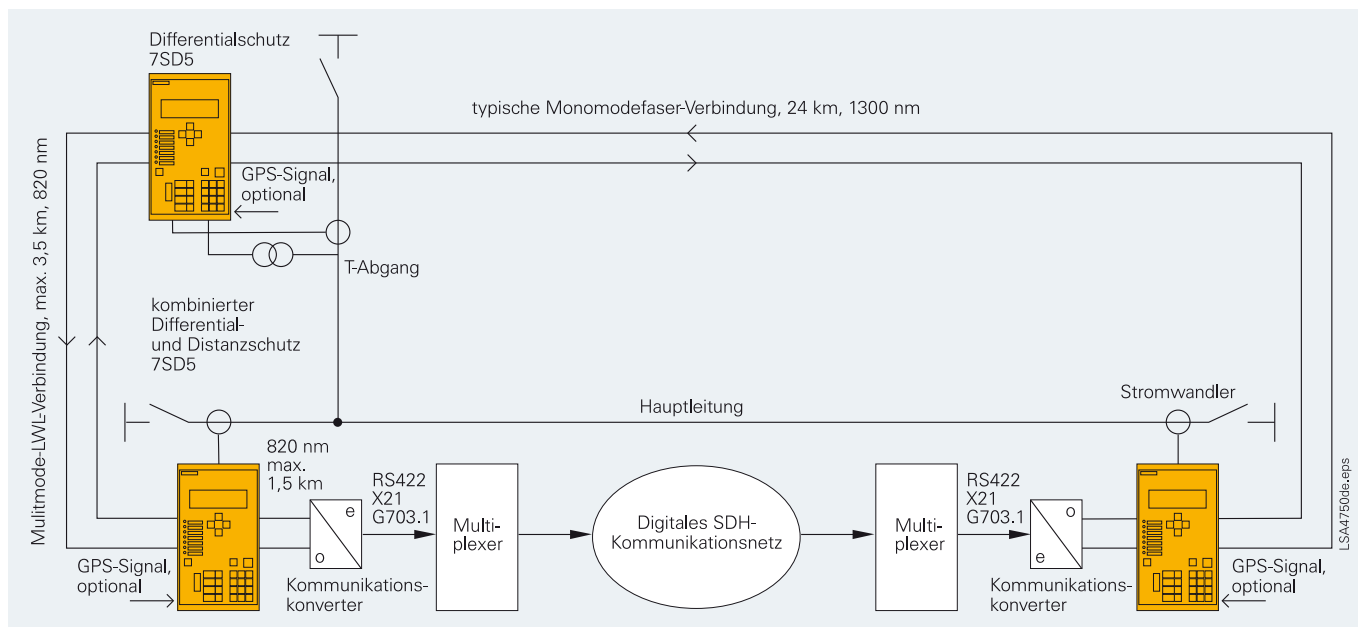 Differentialschutz
7SD5
typische Monomodefaser-Verbindung, 24 km, 1300 nm
Mulitmode-LWL-Verbindung, max. 3,5 km, 820 nm
GPS-Signal,
optional
T-Abgang
kombinierter
Differential-
und Distanzschutz
7SD5
Hauptleitung
Stromwandler
820 nm
max.
1,5 km
e
o
RS422
X21
G703.1
Multi-
plexer
Digitales SDH-
Kommunikationsnetz
Multi-
plexer
RS422
X21
G703.1
o
e
GPS-Signal,
optional
Kommunikations-
konverter
Kommunikations-
konverter
GPS-Signal,
optional
LSA4750de.eps